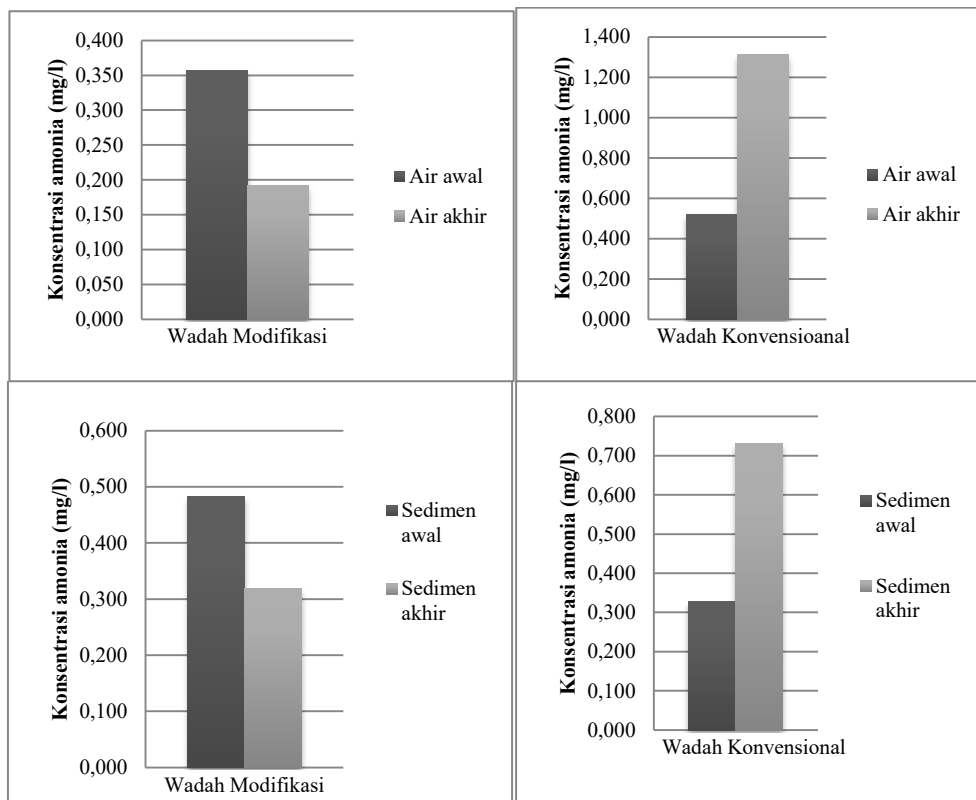 Konsentrasi amonia (mg/l)
0,400
0,350
0,300
0,250
0,200
0,150
0,100
0,050
0,000
Wadah Modifikasi
Air awal
Air akhir
Konsentrasi amonia (mg/l)
1,400
1,200
1,000
0,800
0,600
0,400
0,200
0,000
Wadah Konvensioanal
Air awal
Air akhir
Konsentrasi amonia (mg/l)
0,600
0,500
0,400
0,300
0,200
0,100
0,000
Wadah Modifikasi
Sedimen
awal
Sedimen
akhir
Konsentrasi amonia (mg/l)
0,800
0,700
0,600
0,500
0,400
0,300
0,200
0,100
0,000
Wadah Konvensional
Sedimen
awal
Sedimen
akhir